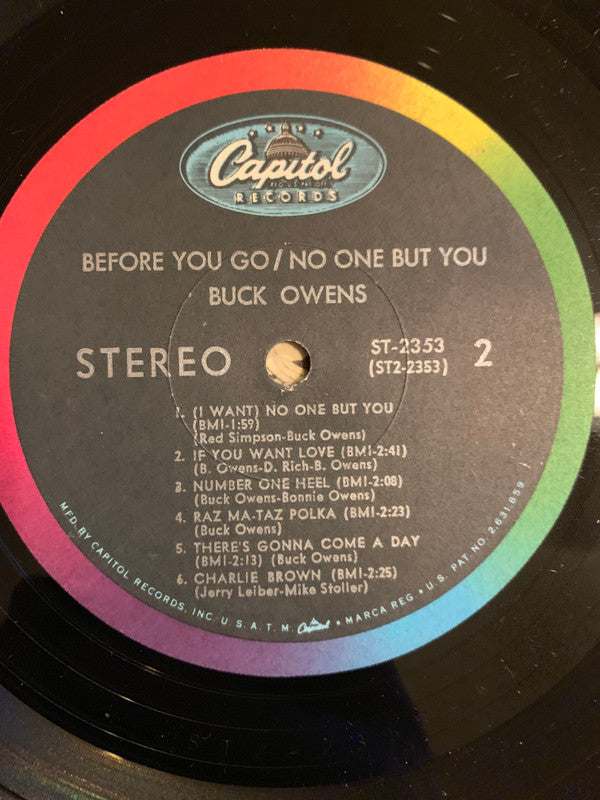 Capitol
RECORDS
BEFORE YOU GO/NO ONE BUT YOU
BUCK OWENS
STEREO
ST-2353
(ST2-2353)
2
1. (I WANT) NO ONE BUT YOU
(BMI-1:59)
(Red Simpson-Buck Owens)
2. IF YOU WANT LOVE (BMI-2:41)
(B. Owens-D. Rich-B. Owens)
3. NUMBER ONE HEEL (BMI-2:08)
(Buck Owens-Bonnie Owens)
4. RAZ MA-TAZ POLKA (BMI-2:23)
(Buck Owens)
5. THERE'S GONNA COME A DAY
(BMI-2:13) (Buck Owens)
6. CHARLIE BROWN (BMI-2:25)
(Jerry Leiber-Mike Stoller)
MFD. BY CAPITOL RECORDS, INC. U.S.A. T.M. Capitol • MARCA REG. • U.S. PAT. NO. 2,631,859